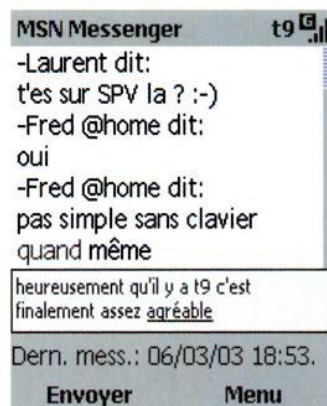 MSN Messenger t9 G
-Laurent dit:
t'es sur SPV la ? :-)
-Fred @home dit:
oui
-Fred @home dit:
pas simple sans clavier
quand même
heureusement qu'il y a t9 c'est
finalement assez agréable
Dern. mess.: 06/03/03 18:53.
Envoyer Menu